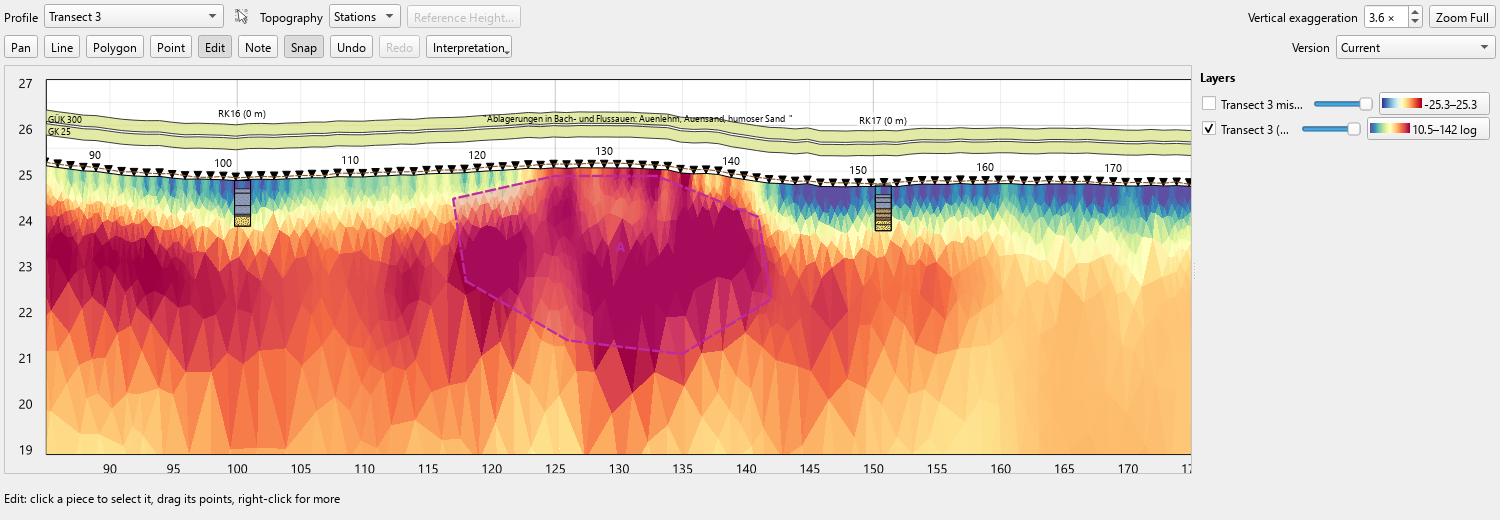 Profile Transect 3 Topography Stations Reference Height... Vertical exaggeration 3.6 × Zoom Full
Pan Line Polygon Point Edit Note Snap Undo Redo Interpretation Version Current
Layers
Transect 3 mis... -25.3–25.3
Transect 3 (... 10.5–142 log
27
26
25
24
23
22
21
20
19
RK16 (0 m)
"Ablagerungen in Bach- und Flussauen: Auenlehm, Auensand, humoser Sand "
RK17 (0 m)
GÜK 300
GK 25
90 100 110 120 130 140 150 160 170
A
90 95 100 105 110 115 120 125 130 135 140 145 150 155 160 165 170
Edit: click a piece to select it, drag its points, right-click for more